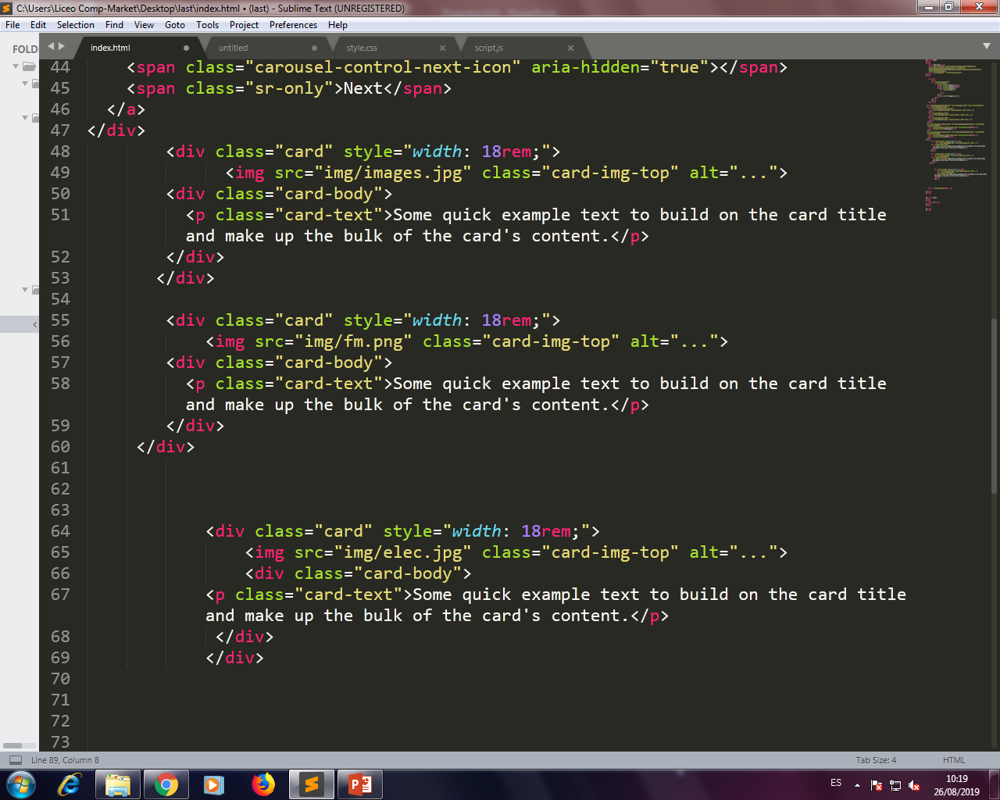 C:\Users\Liceo Comp-Market\Desktop\last\index.html • (last) - Sublime Text (UNREGISTERED)
File Edit Selection Find View Goto Tools Project Preferences Help
FOLD
index.html untitled style.css script.js
44 <span class="carousel-control-next-icon" aria-hidden="true"></span>
45 <span class="sr-only">Next</span>
46 </a>
47 </div>
48 <div class="card" style="width: 18rem;">
49 <img src="img/images.jpg" class="card-img-top" alt="...">
50 <div class="card-body">
51 <p class="card-text">Some quick example text to build on the card title
and make up the bulk of the card's content.</p>
52 </div>
53 </div>
54
55 <div class="card" style="width: 18rem;">
56 <img src="img/fm.png" class="card-img-top" alt="...">
57 <div class="card-body">
58 <p class="card-text">Some quick example text to build on the card title
and make up the bulk of the card's content.</p>
59 </div>
60 </div>
61
62
63
64 <div class="card" style="width: 18rem;">
65 <img src="img/elec.jpg" class="card-img-top" alt="...">
66 <div class="card-body">
67 <p class="card-text">Some quick example text to build on the card title
and make up the bulk of the card's content.</p>
68 </div>
69 </div>
70
71
72
73
Line 89, Column 8 Tab Size: 4 HTML
ES 10:19
26/08/2019